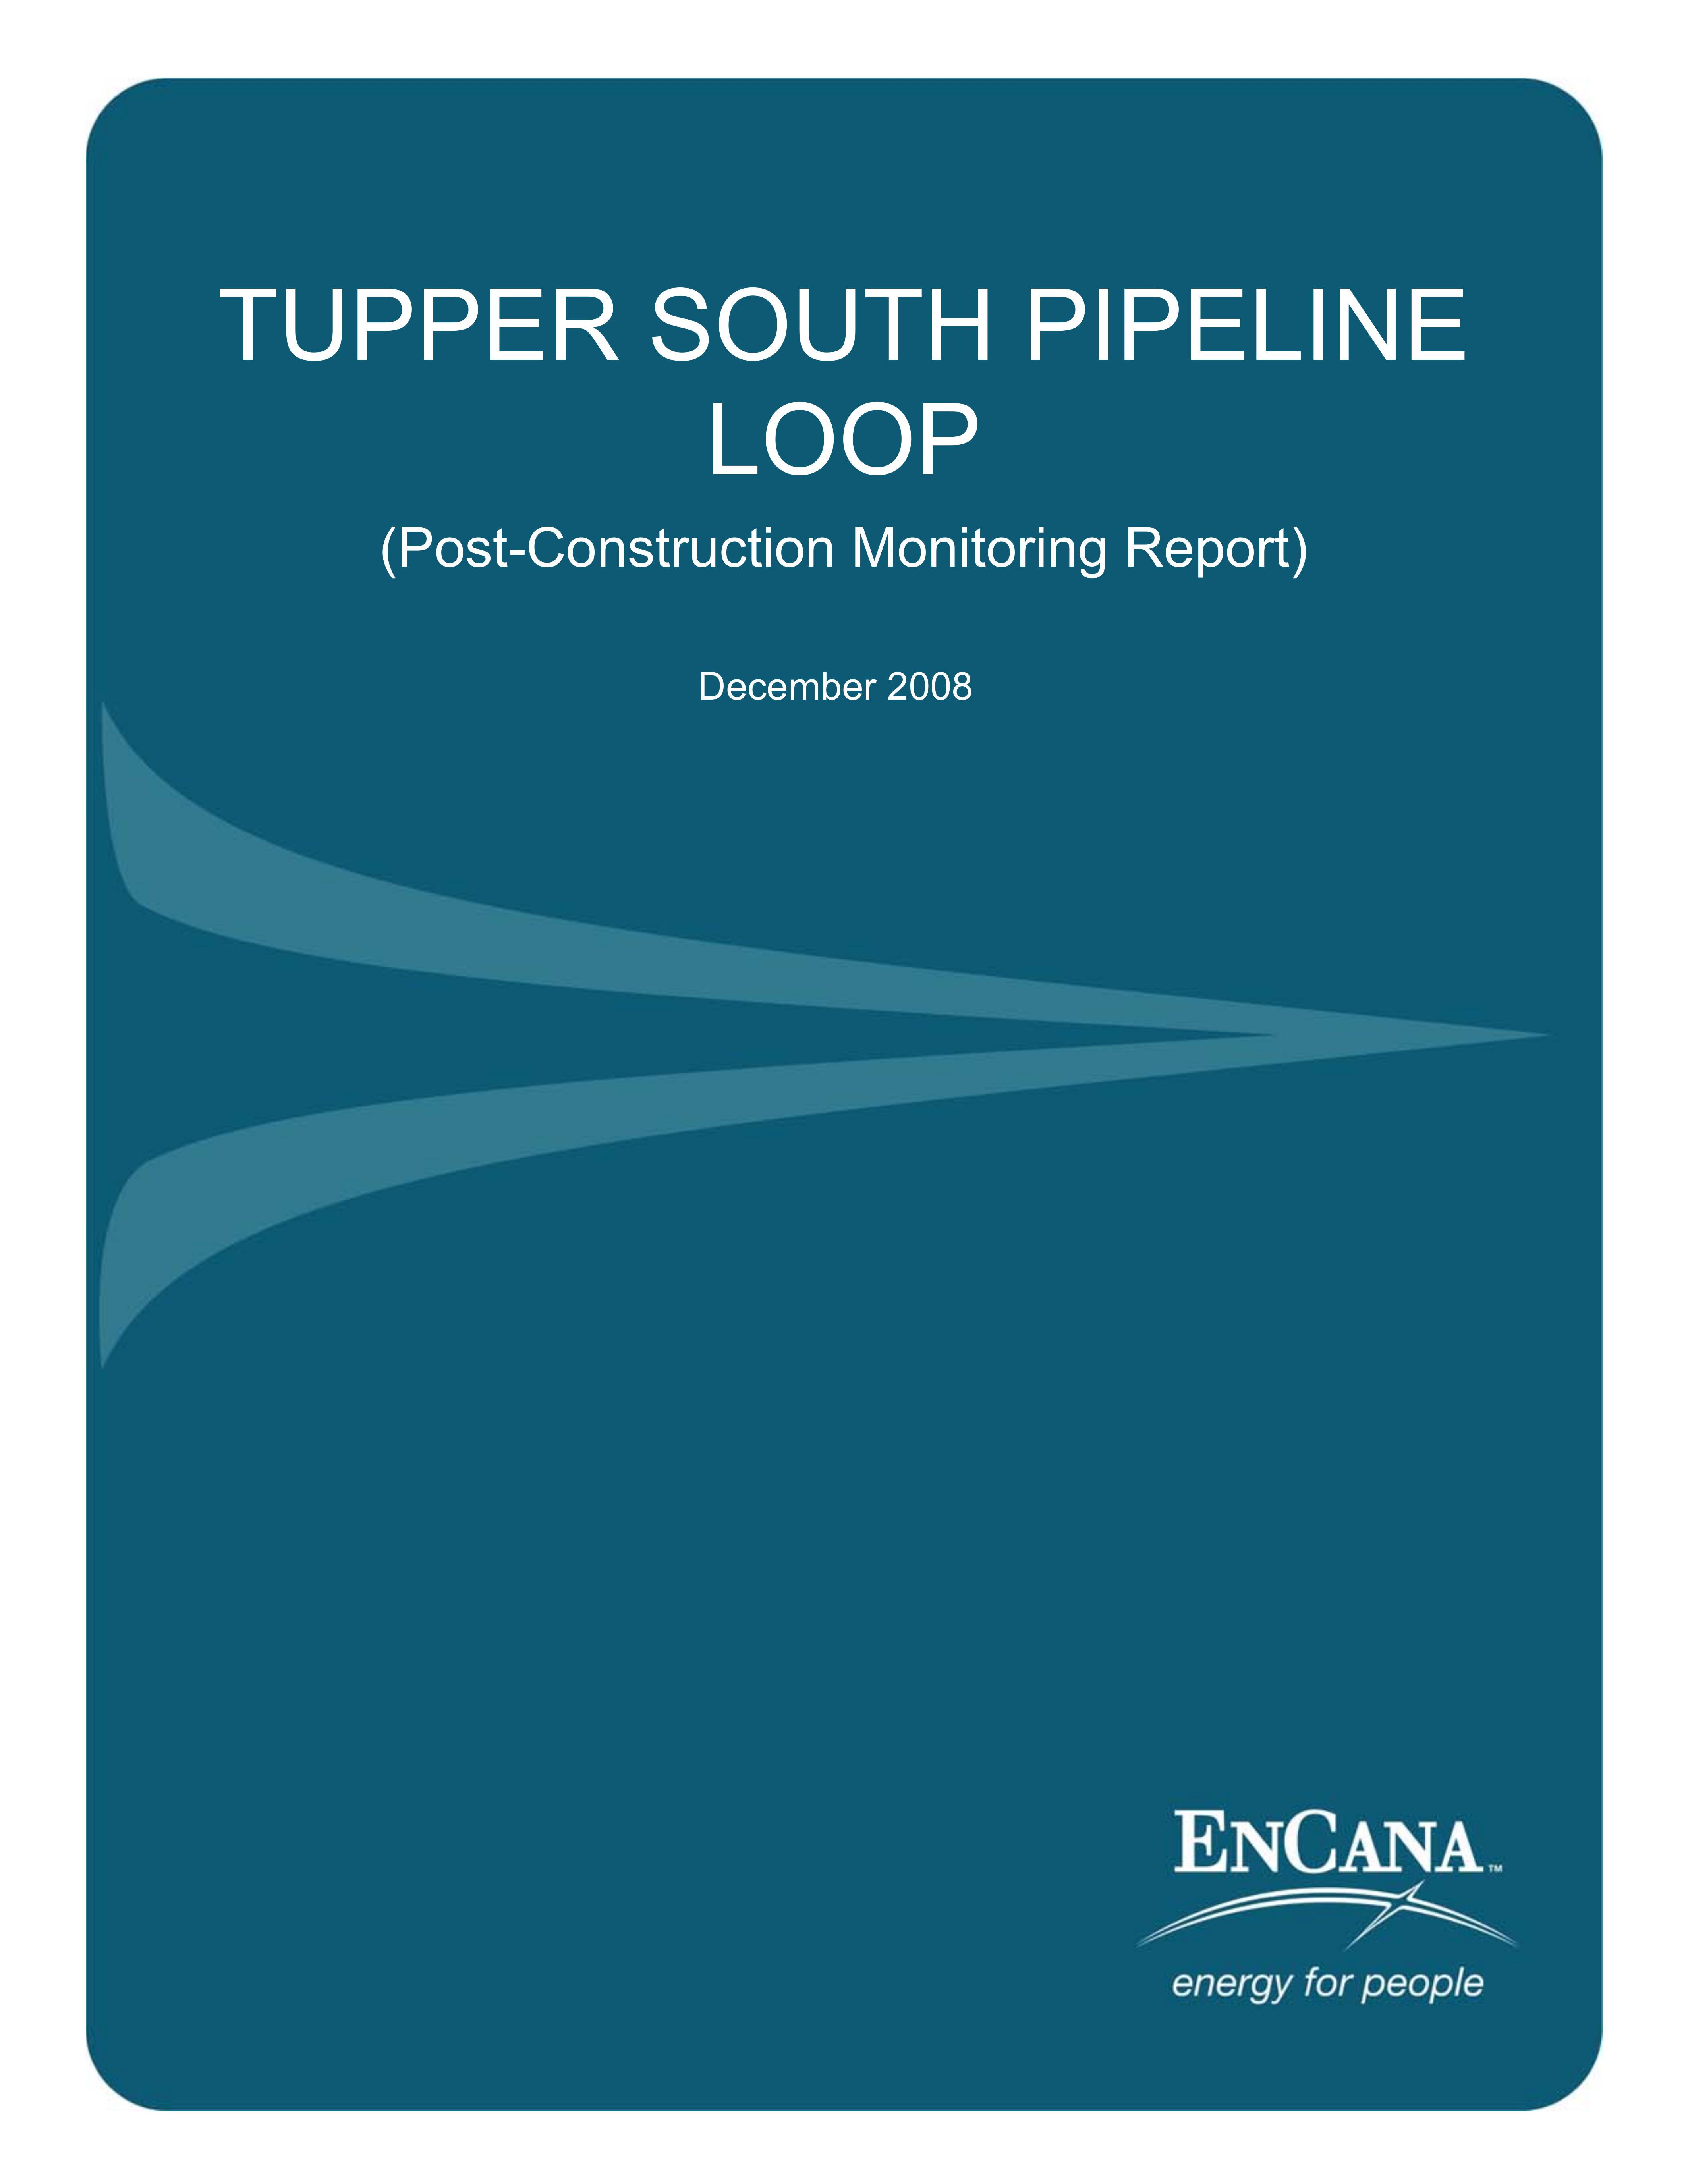 TUPPER SOUTH PIPELINE
LOOP
(Post-Construction Monitoring Report)
December 2008
ENCANA™
energy for people